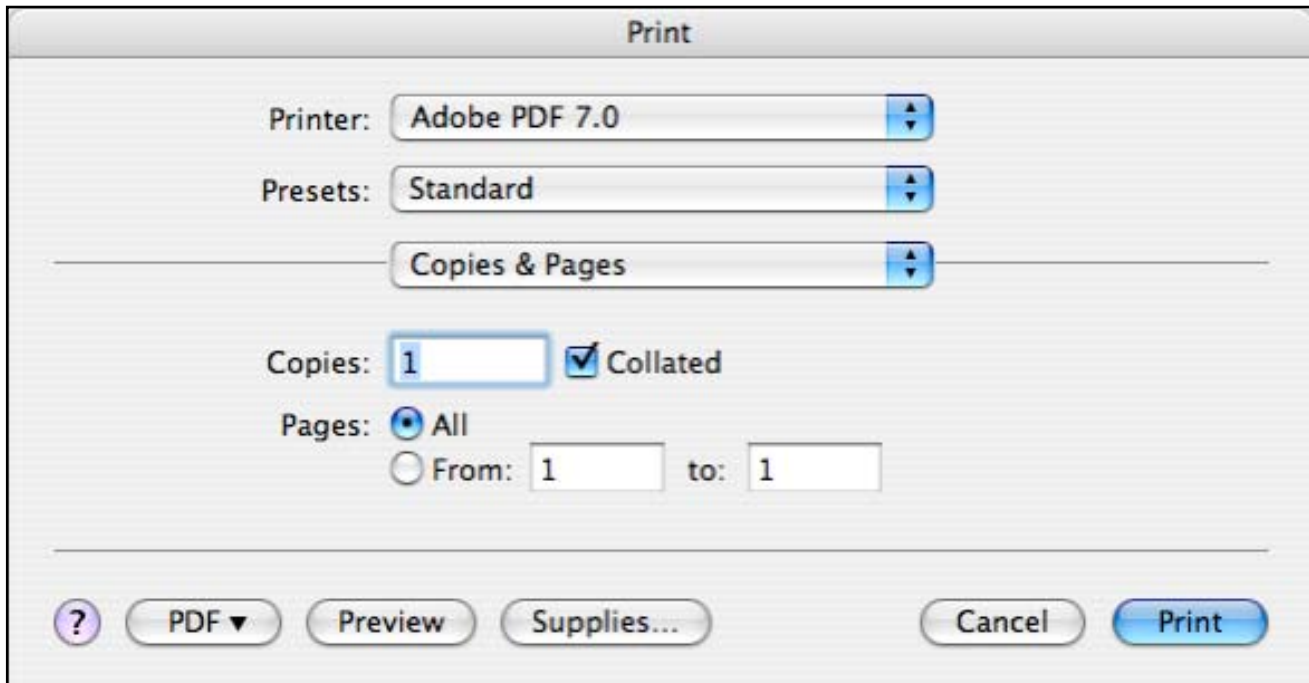 Print
Printer: Adobe PDF 7.0
Presets: Standard
Copies & Pages
Copies: 1 Collated
Pages: All
From: 1 to: 1
? PDF ▼ Preview Supplies... Cancel Print